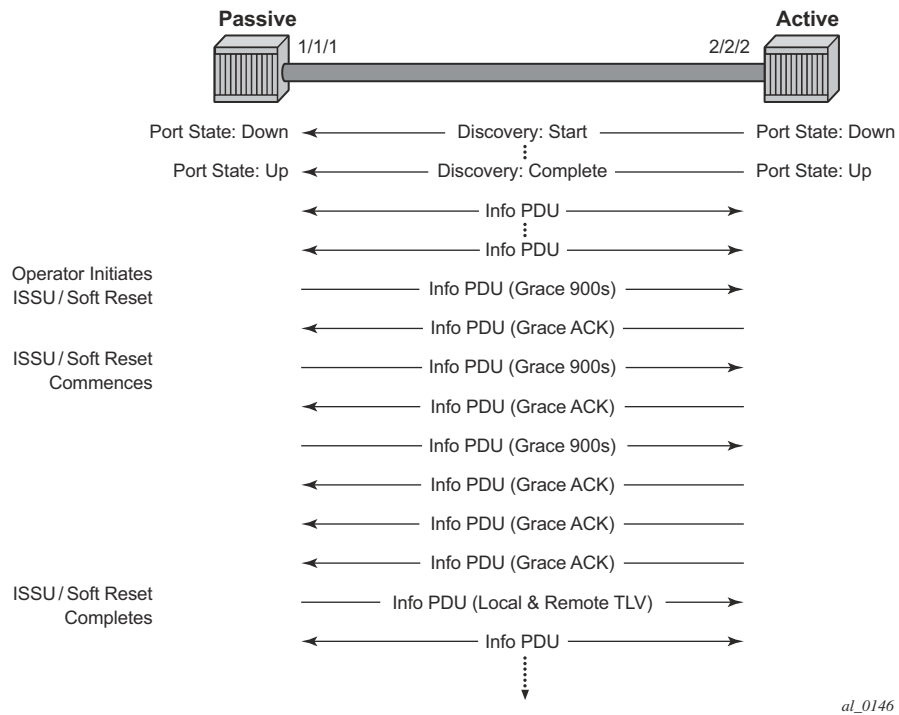 Passive
Active
1/1/1
2/2/2
Port State: Down
Discovery: Start
Port State: Down
Port State: Up
Discovery: Complete
Port State: Up
Info PDU
Info PDU
Operator Initiates
ISSU / Soft Reset
Info PDU (Grace 900s)
Info PDU (Grace ACK)
ISSU / Soft Reset
Commences
Info PDU (Grace 900s)
Info PDU (Grace ACK)
Info PDU (Grace 900s)
Info PDU (Grace ACK)
Info PDU (Grace ACK)
Info PDU (Grace ACK)
ISSU / Soft Reset
Completes
Info PDU (Local & Remote TLV)
Info PDU
al_0146